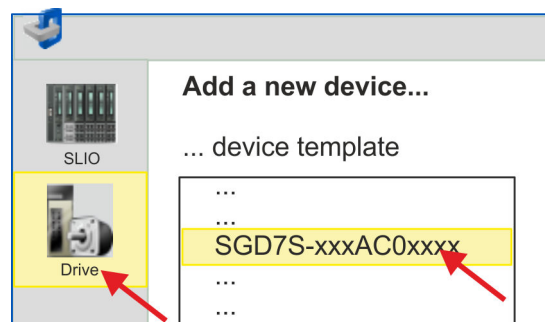 Add a new device...
SLIO
... device template
...
...
SGD7S-xxxAC0xxxx
Drive
...
...